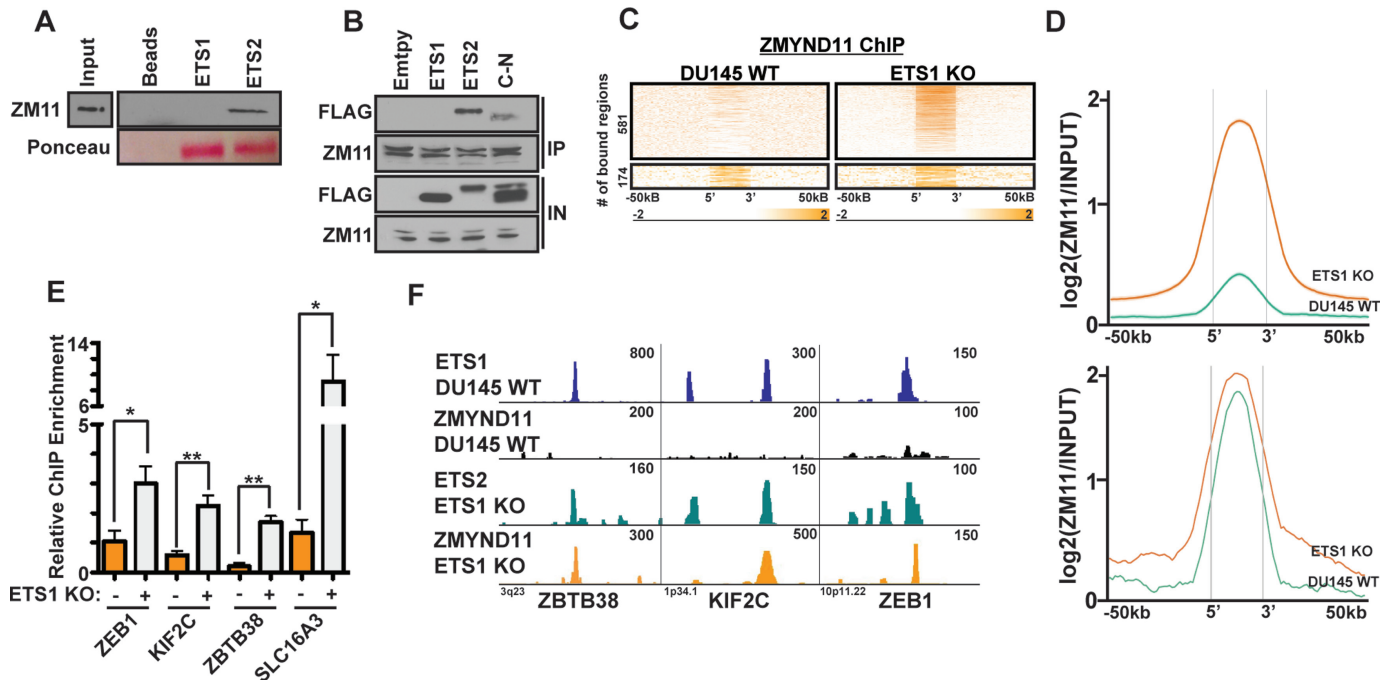 A
Input
Beads
ETS1
ETS2
ZM11
Ponceau
B
Emtpy
ETS1
ETS2
C-N
FLAG
ZM11
IP
FLAG
ZM11
IN
C
ZMYND11 ChIP
DU145 WT
ETS1 KO
# of bound regions
581
174
-50kB 5’ 3’ 50kB
-50kB 5’ 3’ 50kB
-2 2
-2 2
D
log2(ZM11/INPUT)
2
1
0
ETS1 KO
DU145 WT
-50kb 5’ 3’ 50kb
log2(ZM11/INPUT)
2
1
0
ETS1 KO
DU145 WT
-50kb 5’ 3’ 50kb
E
Relative ChIP Enrichment
14
6
5
0
*
**
**
*
ETS1 KO: - + - + - + - +
ZEB1
KIF2C
ZBTB38
SLC16A3
F
ETS1
DU145 WT
800 300 150
ZMYND11
DU145 WT
200 200 100
ETS2
ETS1 KO
160 150 100
ZMYND11
ETS1 KO
300 500 150
3q23 1p34.1 10p11.22
ZBTB38 KIF2C ZEB1